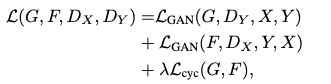 ℒ(G, F, D_X, D_Y) = ℒ_GAN(G, D_Y, X, Y)
+ ℒ_GAN(F, D_X, Y, X)
+ λℒ_cyc(G, F),